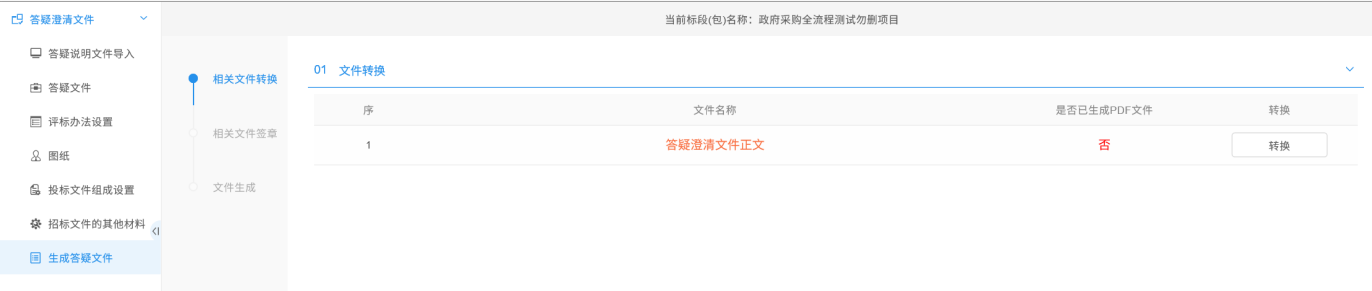 答疑澄清文件
当前标段(包)名称：政府采购全流程测试勿删项目
答疑说明文件导入
答疑文件
评标办法设置
图纸
投标文件组成设置
招标文件的其他材料
生成答疑文件
相关文件转换
相关文件签章
文件生成
01 文件转换
序 文件名称 是否已生成PDF文件 转换
1 答疑澄清文件正文 否 转换